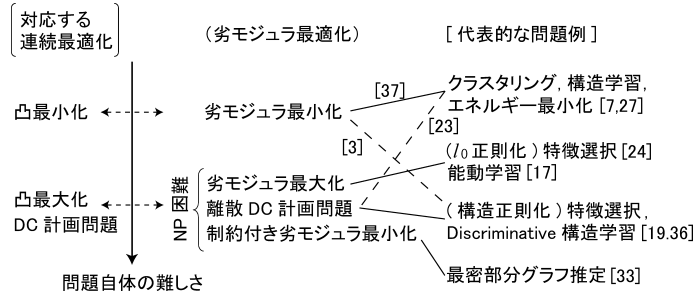 対応する
連続最適化
（劣モジュラ最適化）
[ 代表的な問題例 ]
凸最小化
劣モジュラ最小化
[37]
クラスタリング, 構造学習,
エネルギー最小化 [7,27]
[23]
[3]
(l0 正則化 ) 特徴選択 [24]
能動学習 [17]
凸最大化
DC 計画問題
NP 困難
劣モジュラ最大化
離散 DC 計画問題
制約付き劣モジュラ最小化
( 構造正則化 ) 特徴選択,
Discriminative 構造学習 [19.36]
最密部分グラフ推定 [33]
問題自体の難しさ